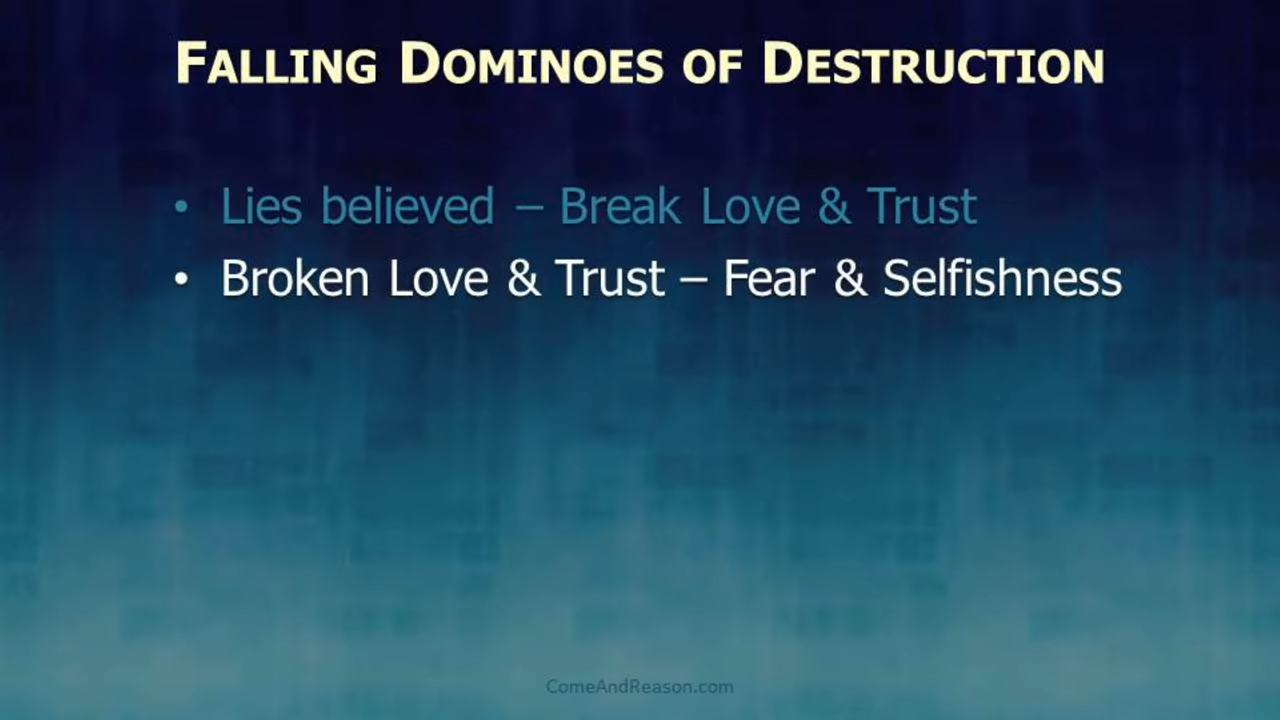 FALLING DOMINOES OF DESTRUCTION
• Lies believed – Break Love & Trust
• Broken Love & Trust – Fear & Selfishness
ComeAndReason.com